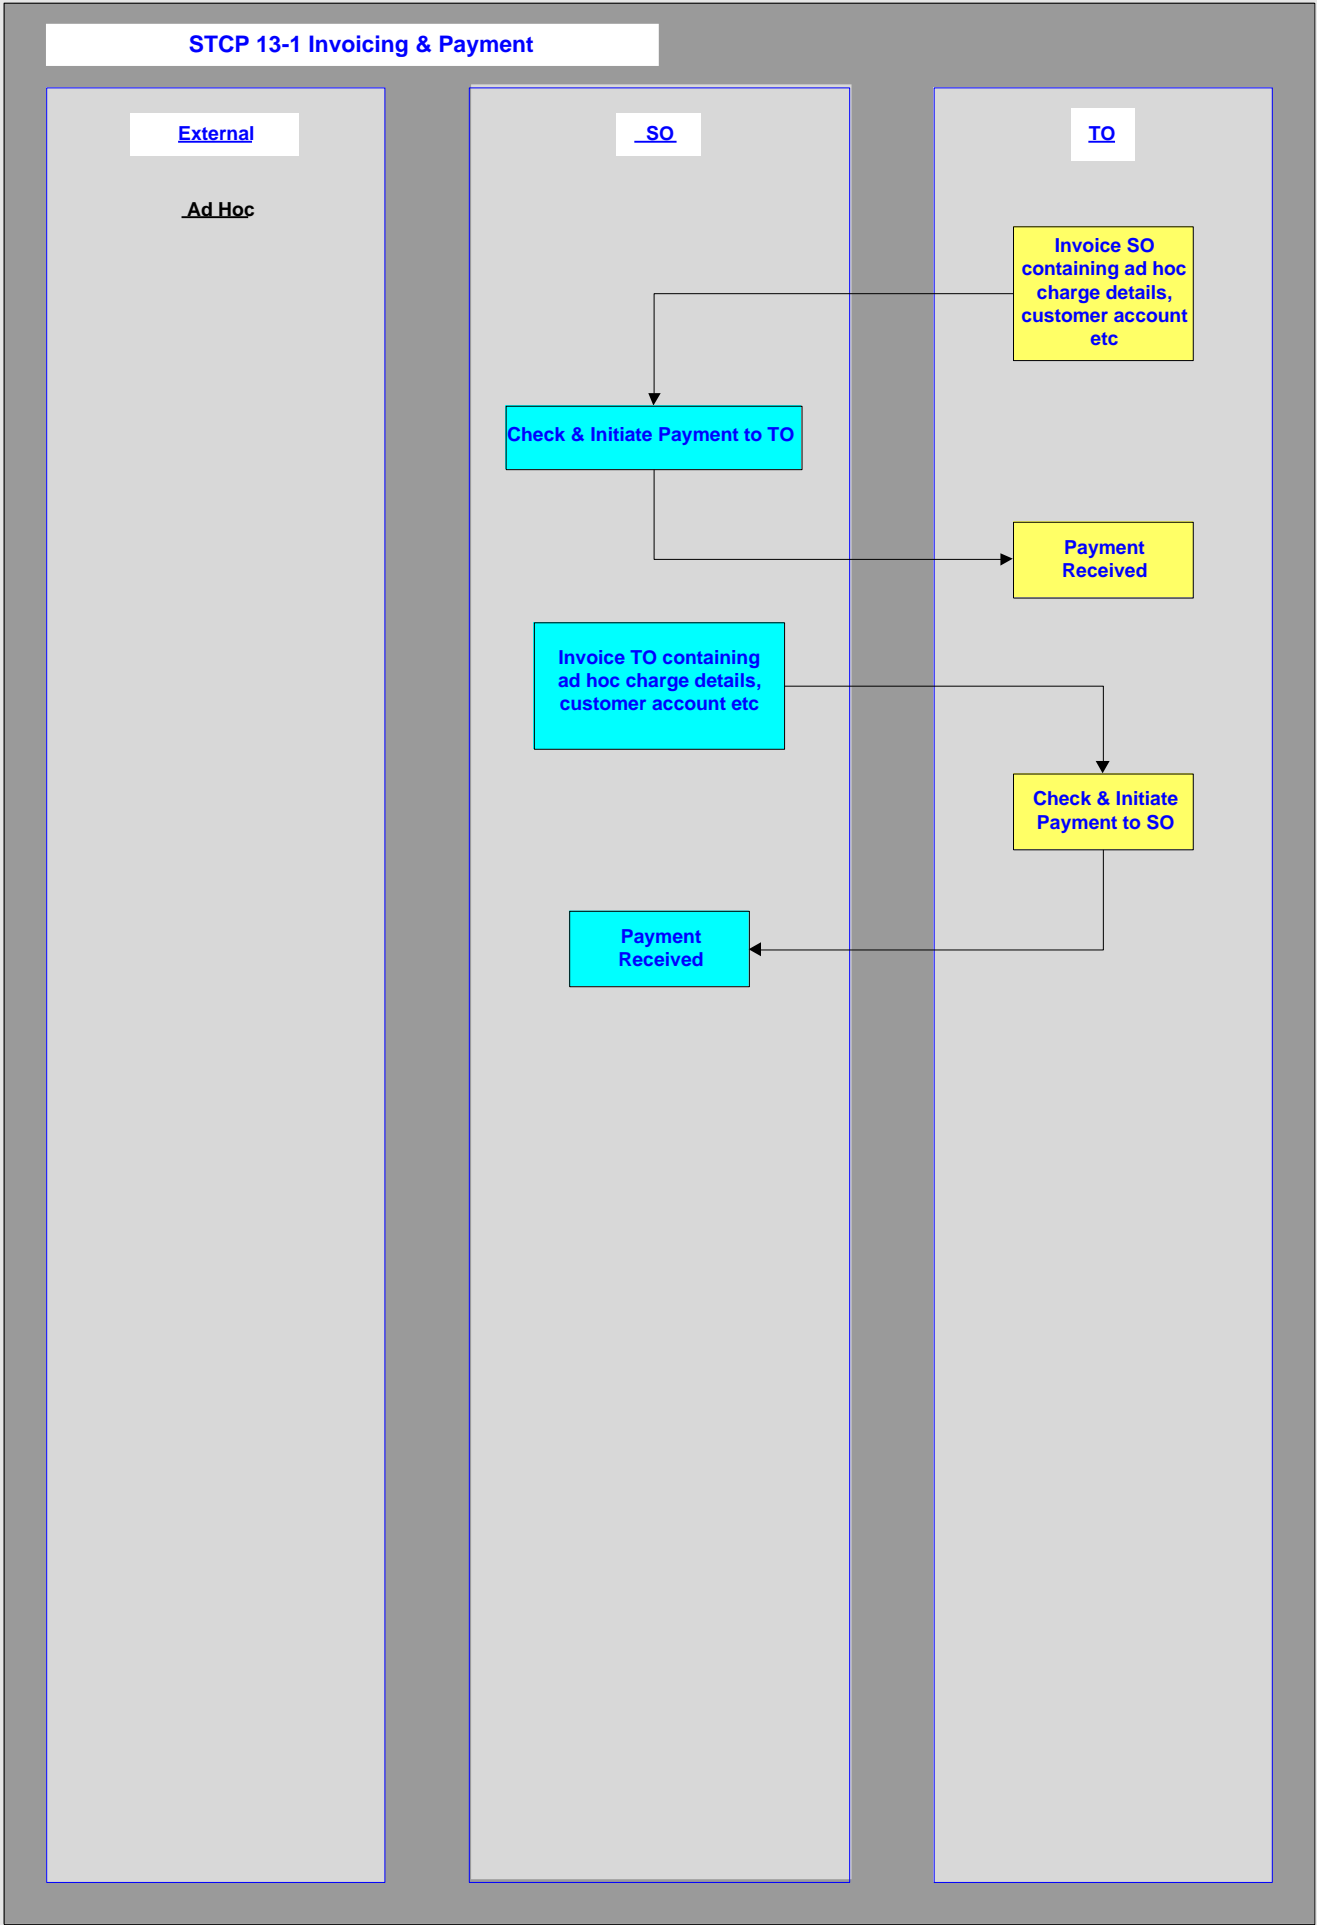 STCP 13-1 Invoicing & Payment
External
SO
TO
Ad Hoc
Invoice SO
containing ad hoc
charge details,
customer account
etc
Check & Initiate Payment to TO
Payment
Received
Invoice TO containing
ad hoc charge details,
customer account etc
Check & Initiate
Payment to SO
Payment
Received